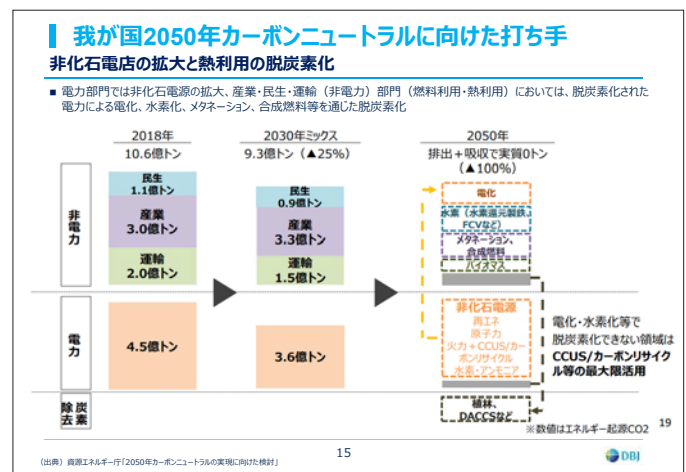 我が国2050年カーボンニュートラルに向けた打ち手
非化石電店の拡大と熱利用の脱炭素化
■ 電力部門では非化石電源の拡大、産業・民生・運輸（非電力）部門（燃料利用・熱利用）においては、脱炭素化された
電力による電化、水素化、メタネーション、合成燃料等を通じた脱炭素化
2018年
10.6億トン
2030年ミックス
9.3億トン（▲25%）
2050年
排出＋吸収で実質0トン
（▲100%）
非電力
民生
1.1億トン
産業
3.0億トン
運輸
2.0億トン
民生
0.9億トン
産業
3.3億トン
運輸
1.5億トン
電化
水素（水素還元製鉄、
FCVなど）
メタネーション、
合成燃料
バイオマス
電力
4.5億トン
3.6億トン
非化石電源
再エネ
原子力
火力＋CCUS/カー
ボンリサイクル
水素・アンモニア
電化・水素化等で
脱炭素化できない領域は
CCUS/カーボンリサイク
ル等の最大限活用
炭素
除去
植林、
DACCSなど
※数値はエネルギー起源CO2
19
（出典）資源エネルギー庁「2050年カーボンニュートラルの実現に向けた検討」
15
DBJ